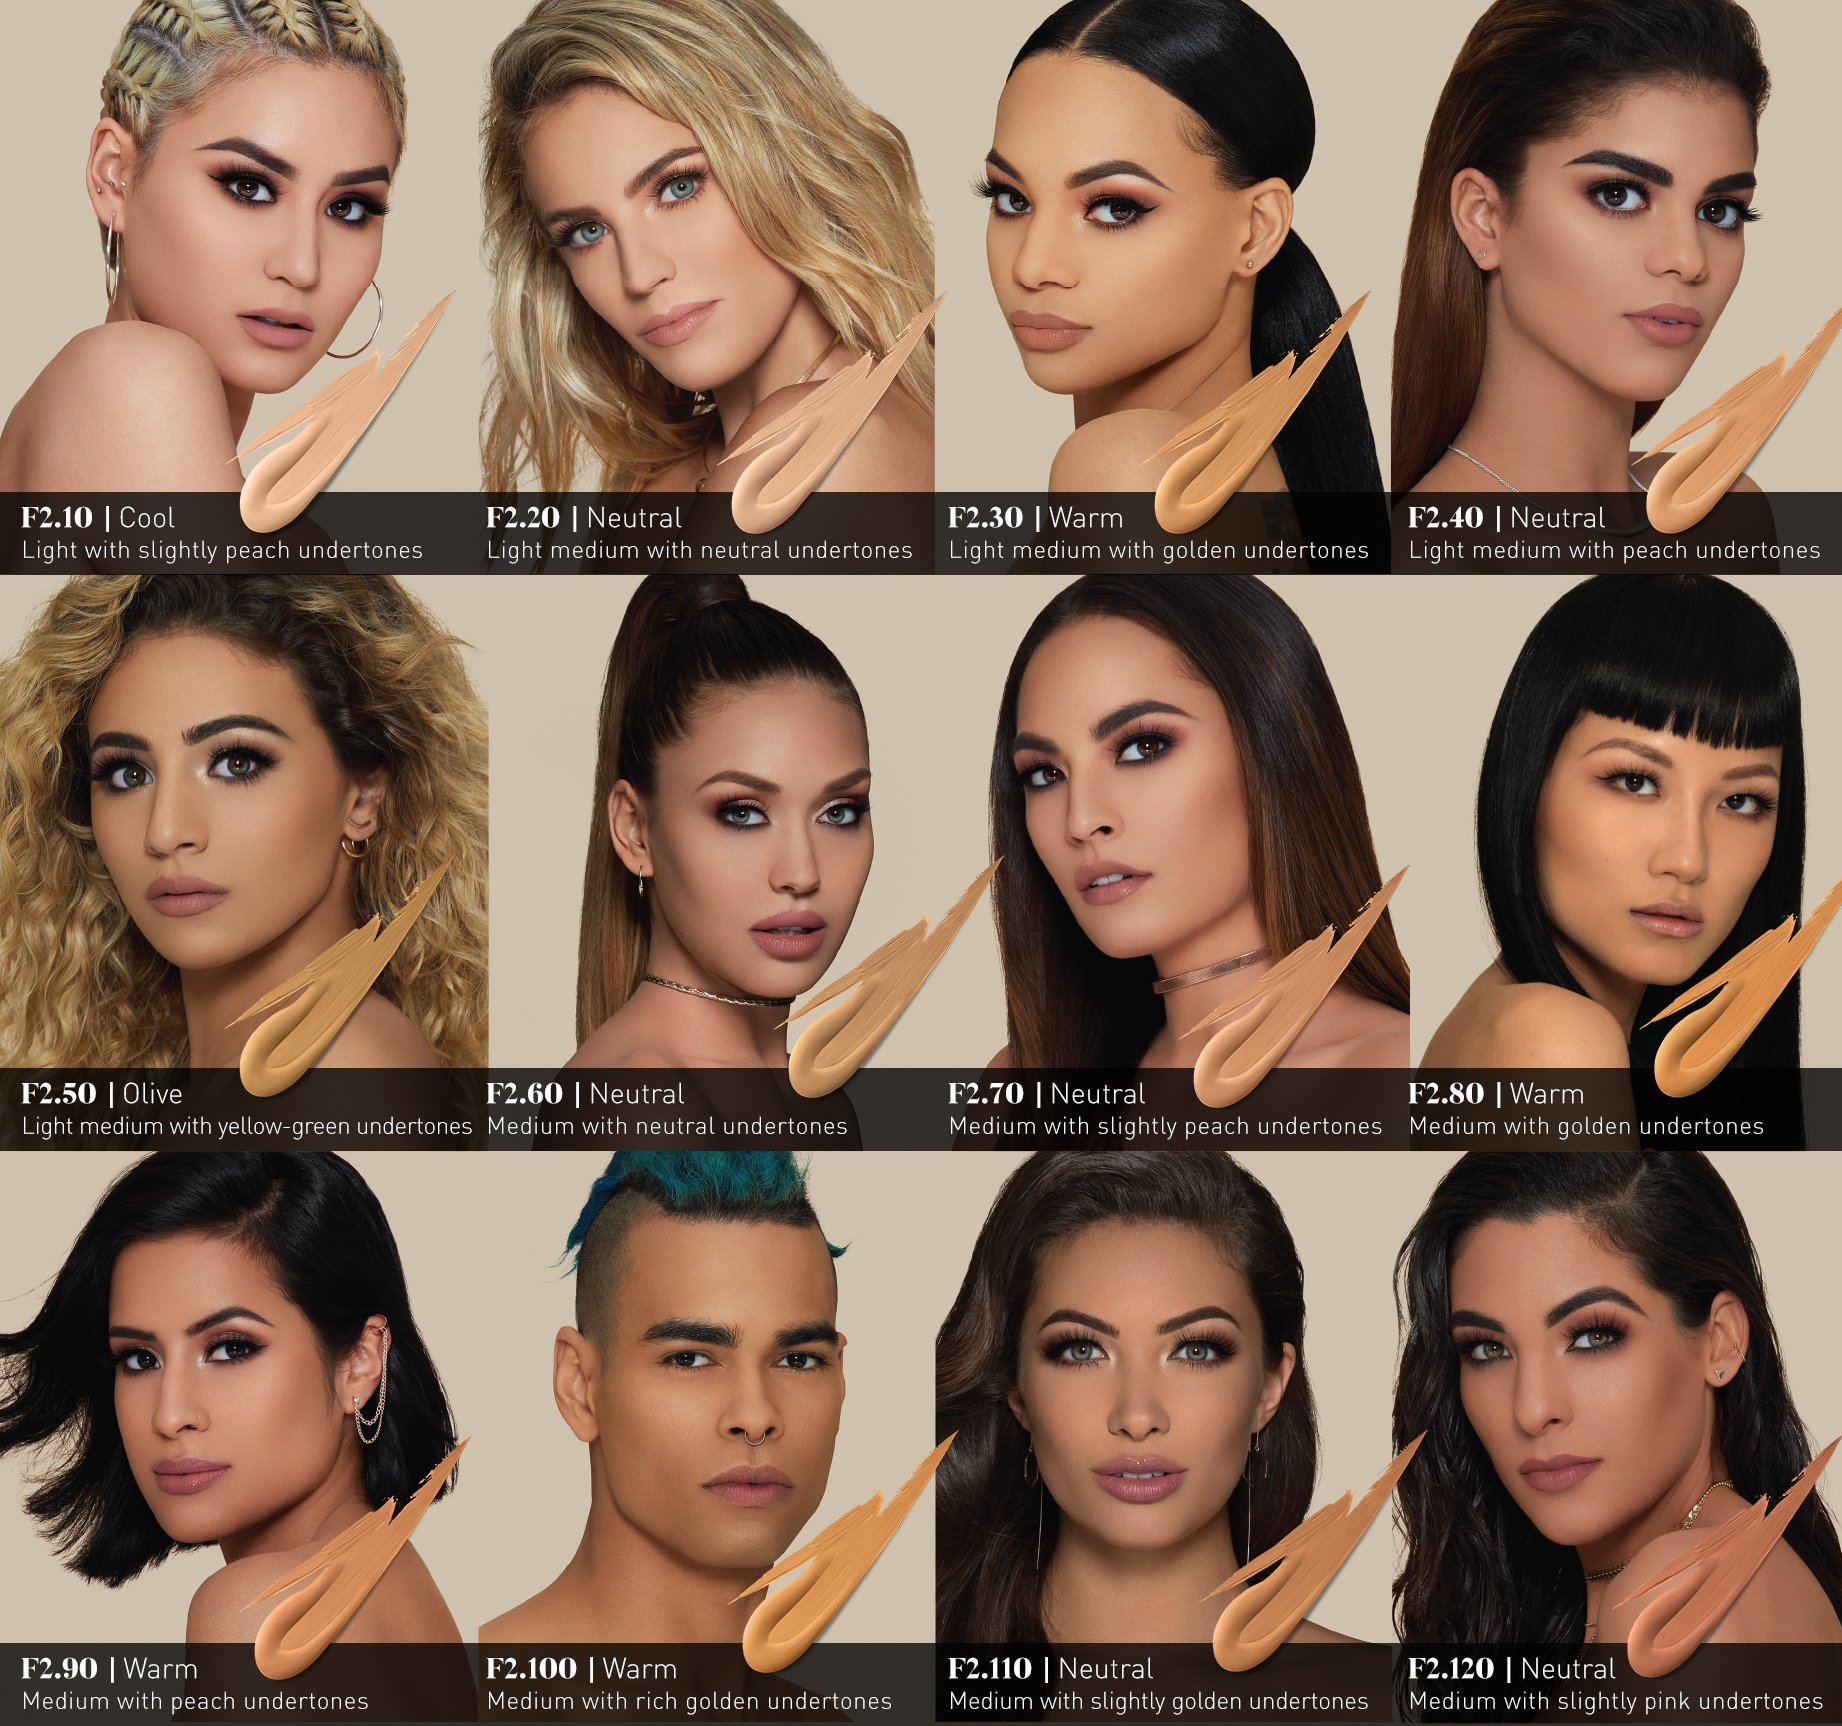 F2.10 | Cool
Light with slightly peach undertones
F2.20 | Neutral
Light medium with neutral undertones
F2.30 | Warm
Light medium with golden undertones
F2.40 | Neutral
Light medium with peach undertones
F2.50 | Olive
Light medium with yellow-green undertones
F2.60 | Neutral
Medium with neutral undertones
F2.70 | Neutral
Medium with slightly peach undertones
F2.80 | Warm
Medium with golden undertones
F2.90 | Warm
Medium with peach undertones
F2.100 | Warm
Medium with rich golden undertones
F2.110 | Neutral
Medium with slightly golden undertones
F2.120 | Neutral
Medium with slightly pink undertones